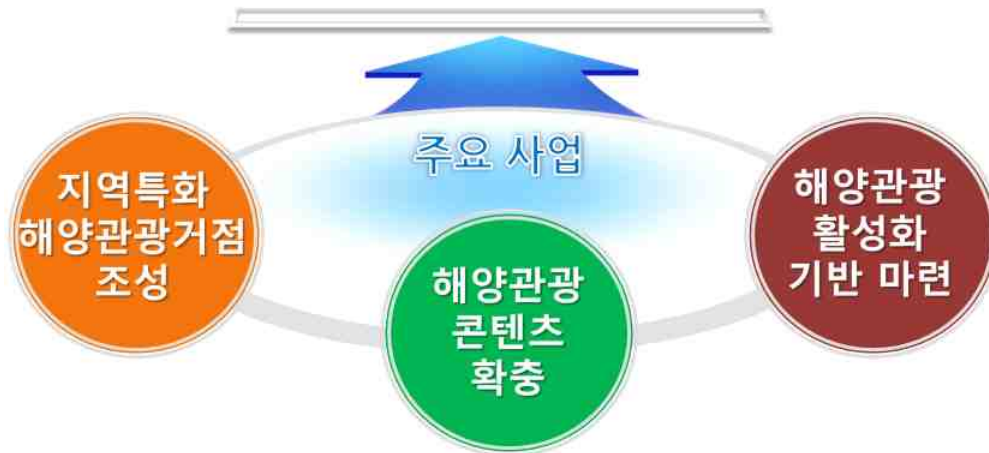 주요 사업
지역특화
해양관광거점
조성
해양관광
콘텐츠
확충
해양관광
활성화
기반 마련